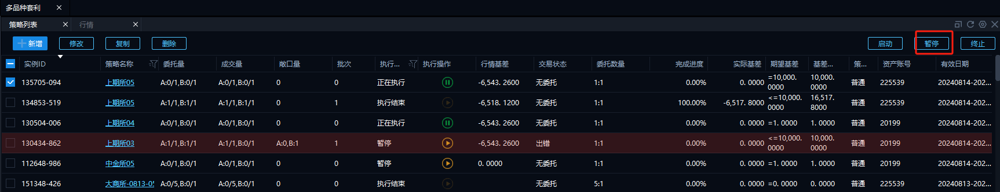 多品种套利
策略列表 行情
新增 修改 复制 删除 启动 暂停 终止
实例ID 策略名称 委托量 成交量 敞口量 批次 执行... 执行操作 行情基差 交易状态 委托数量 完成进度 实际基差 期望基差 基差... 策... 资产账号 有效日期
135705-094 上期所05 A:0/1,B:0/1 A:0/1,B:0/1 0 0 正在执行 -6,543. 2600 无委托 1:1 0.00% 0. 0000 =10,000. 0000 10,000. 0000 普通 225539 20240814-202...
134853-519 上期所05 A:1/1,B:1/1 A:1/1,B:1/1 0 1 执行结束 -6,518. 1200 无委托 1:1 100.00% -6,517. 8000 <=10,000. 0000 16,517. 8000 普通 225539 20240814-202...
130504-006 上期所04 A:0/1,B:0/1 A:0/1,B:0/1 0 0 正在执行 -6,543. 2600 无委托 1:1 0.00% 0. 0000 =1. 0000 1. 0000 普通 20199 20240814-202...
130434-862 上期所03 A:1/1,B:1/1 A:1/1,B:0/1 A:0,B:1 1 暂停 -6,543. 2600 出错 1:1 0.00% 0. 0000 <=10,000. 0000 10,000. 0000 普通 20199 20240814-202...
112648-986 中金所05 A:0/1,B:0/1 A:0/1,B:0/1 0 0 暂停 0. 0000 无委托 1:1 0.00% 0. 0000 =1. 0000 1. 0000 普通 20199 20240814-202...
151348-426 大商所-0813-05 A:0/5,B:0/1 A:0/5,B:0/1 0 0 执行结束 无委托 5:1 0.00% 0. 0000 =0. 0000 0. 0000 普通 225539 20240813-202...